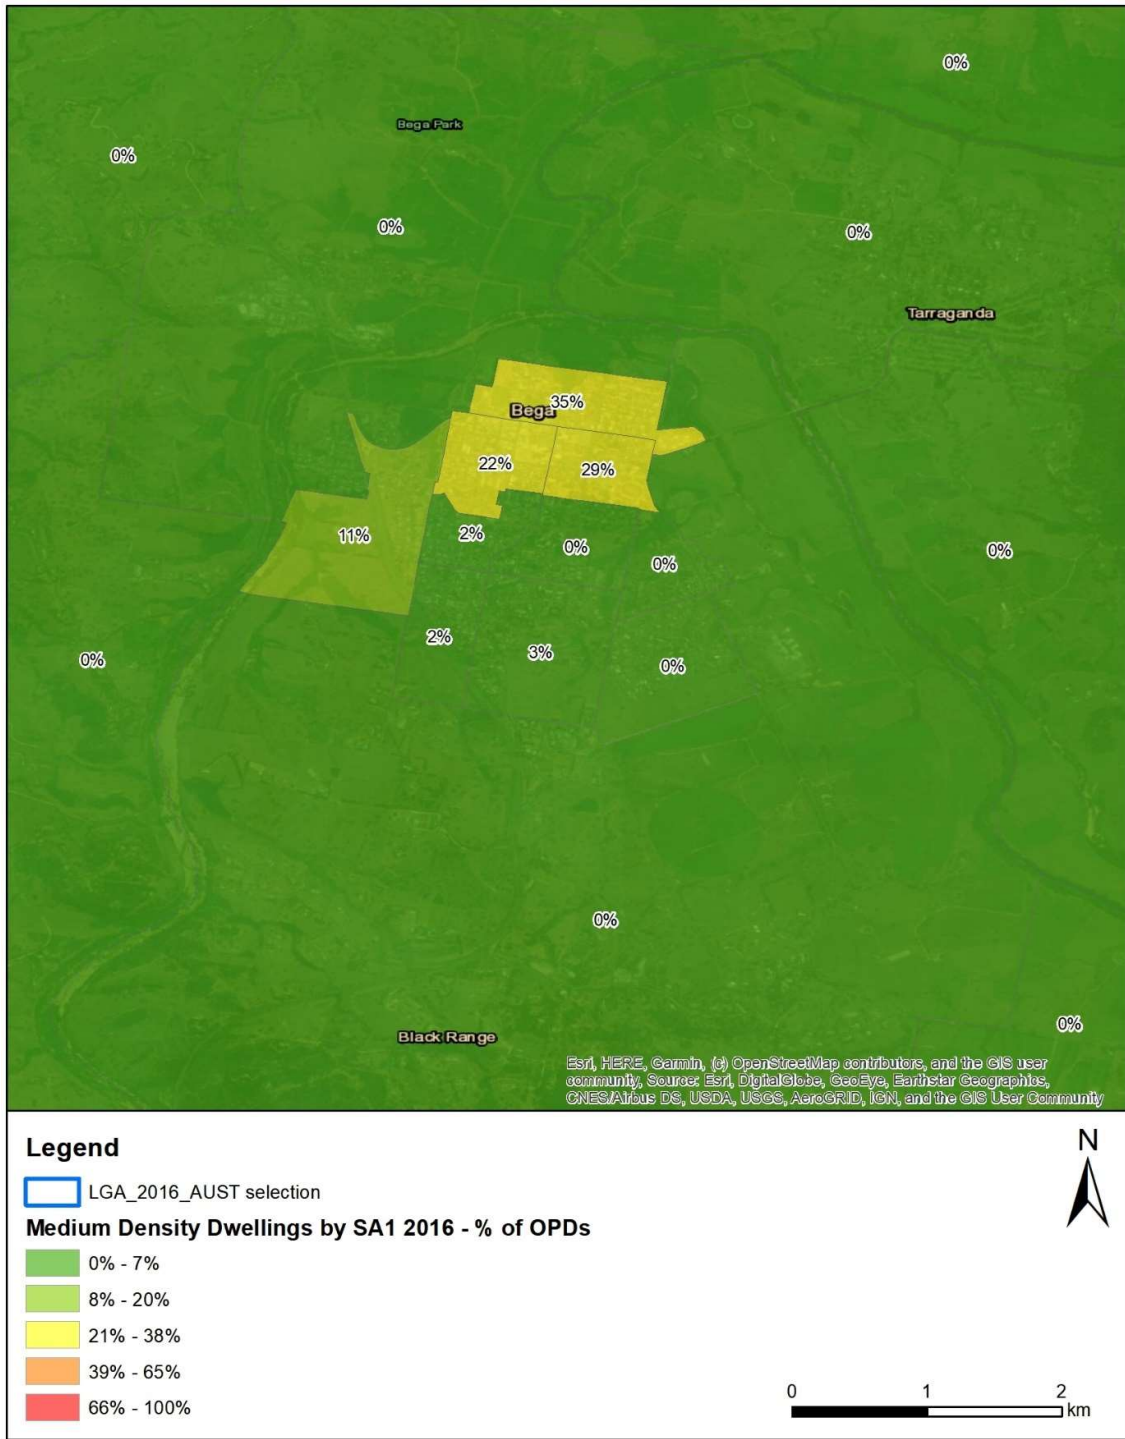 0%
Bega Park
0%
0%
0%
Tarraganda
35%
Bega
22%
29%
11%
2%
0%
0%
0%
2%
3%
0%
0%
0%
0%
Black Range
Esri, HERE, Garmin, (c) OpenStreetMap contributors, and the GIS user
community, Source: Esri, DigitalGlobe, GeoEye, Earthstar Geographics,
CNES/Airbus DS, USDA, USGS, AeroGRID, IGN, and the GIS User Community
Legend
N
LGA_2016_AUST selection
Medium Density Dwellings by SA1 2016 - % of OPDs
0% - 7%
8% - 20%
21% - 38%
39% - 65%
66% - 100%
0 1 2
km